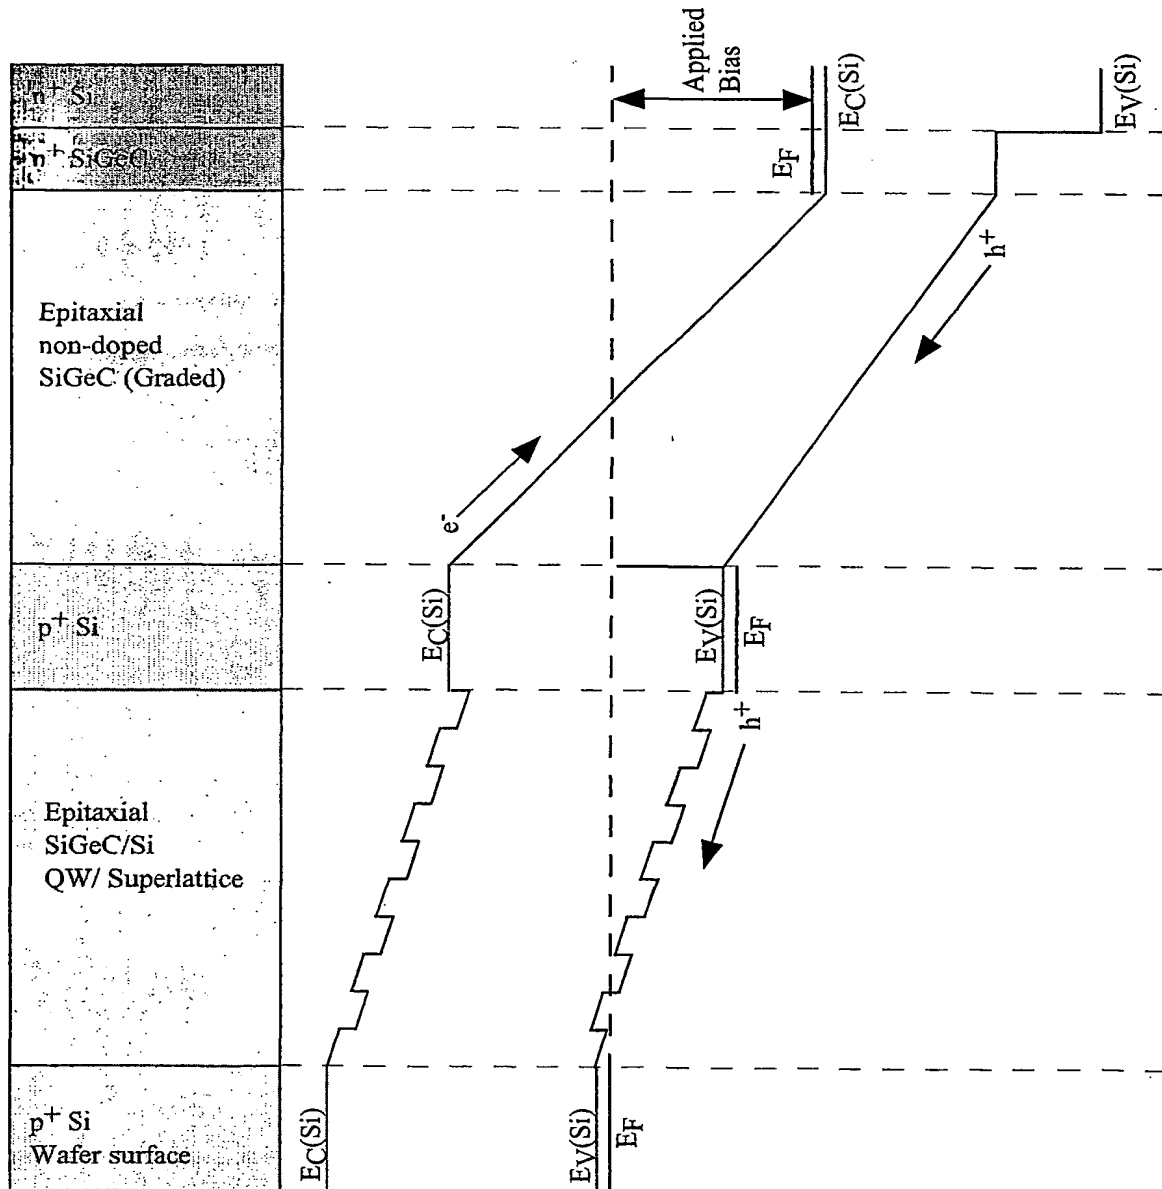 n+ Si
n+ SiGeC
Epitaxial
non-doped
SiGeC (Graded)
p+ Si
Epitaxial
SiGeC/Si
QW/ Superlattice
p+ Si
Wafer surface
Applied
Bias
EF
EC(Si)
EV(Si)
h+
e-
EC(Si)
EV(Si)
EF
h+
EC(Si)
EV(Si)
EF